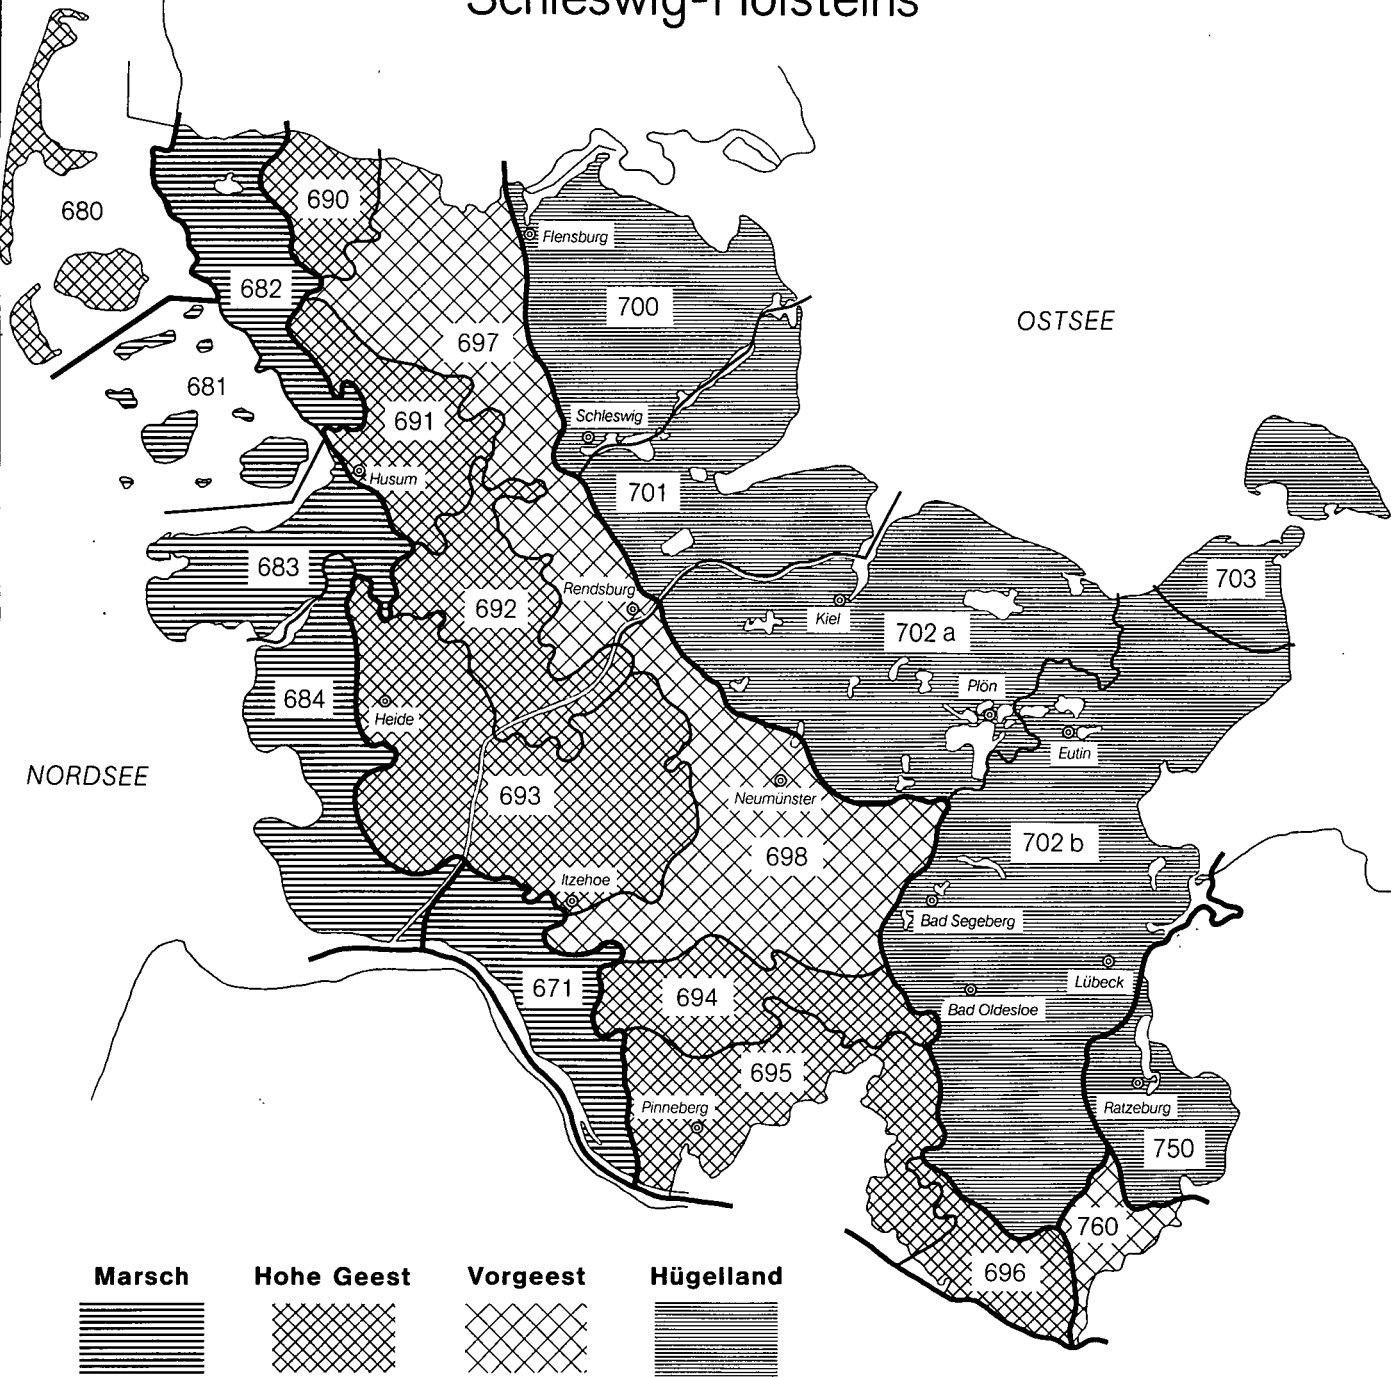 Schleswig-Holsteins
690
680
Flensburg
682
700
OSTSEE
697
681
Schleswig
691
Husum
701
683
703
Rendsburg
692
Kiel
702 a
Plön
684
Heide
Eutin
NORDSEE
693
Neumünster
702 b
698
Itzehoe
Bad Segeberg
Lübeck
671
694
Bad Oldesloe
695
Pinneberg
Ratzeburg
750
760
696
Marsch Hohe Geest Vorgeest Hügelland